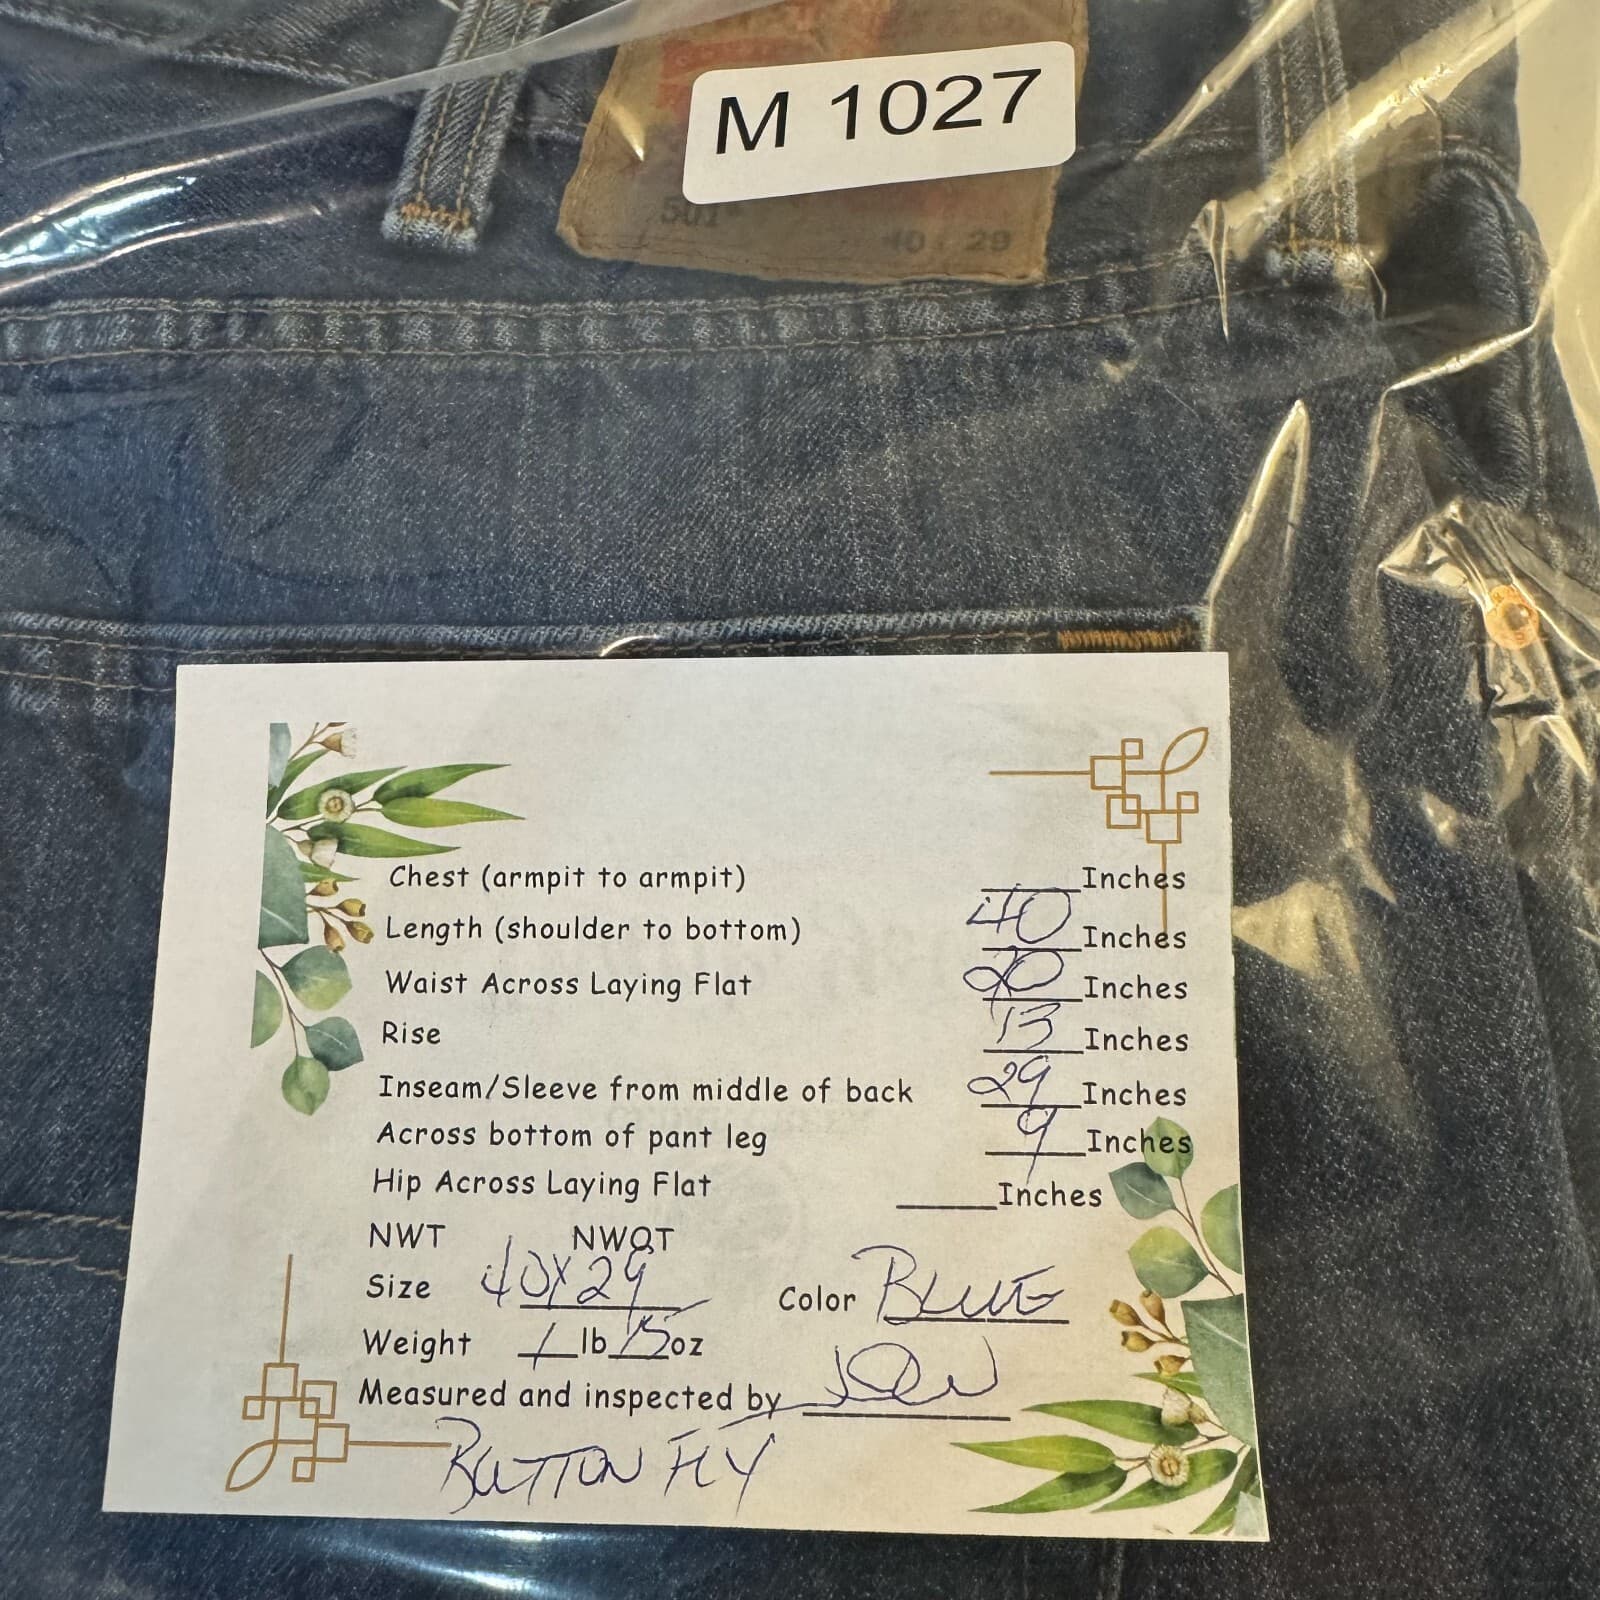 M 1027
501®
40 29
Chest (armpit to armpit) ____Inches
Length (shoulder to bottom) 40 Inches
Waist Across Laying Flat 20 Inches
Rise 13 Inches
Inseam/Sleeve from middle of back 29 Inches
Across bottom of pant leg 9 Inches
Hip Across Laying Flat ____Inches
NWT NWOT
Size 40x29 Color BLUE
Weight 1 lb 15 oz
Measured and inspected by
BUTTON FLY